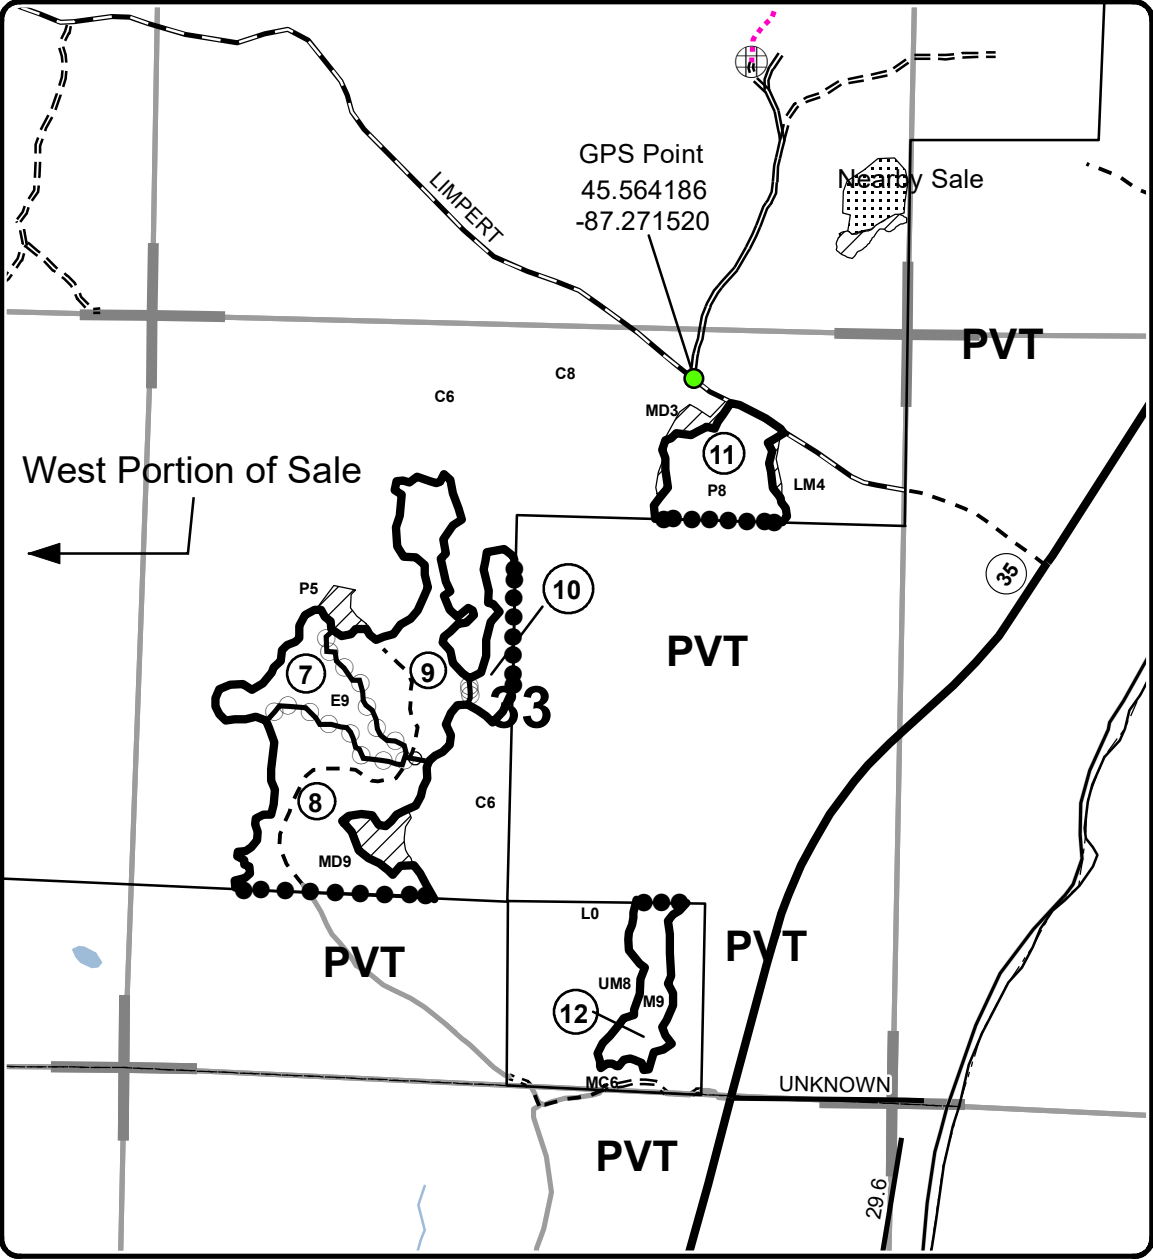 GPS Point
45.564186
-87.271520
LIMPERT
Nearby Sale
PVT
C8
C6
MD3
11
P8
LM4
West Portion of Sale
35
P5
10
PVT
7
9
E9
33
8
C6
MD9
L0
PVT
PVT
UM8
M9
12
MC6
UNKNOWN
PVT
29.6